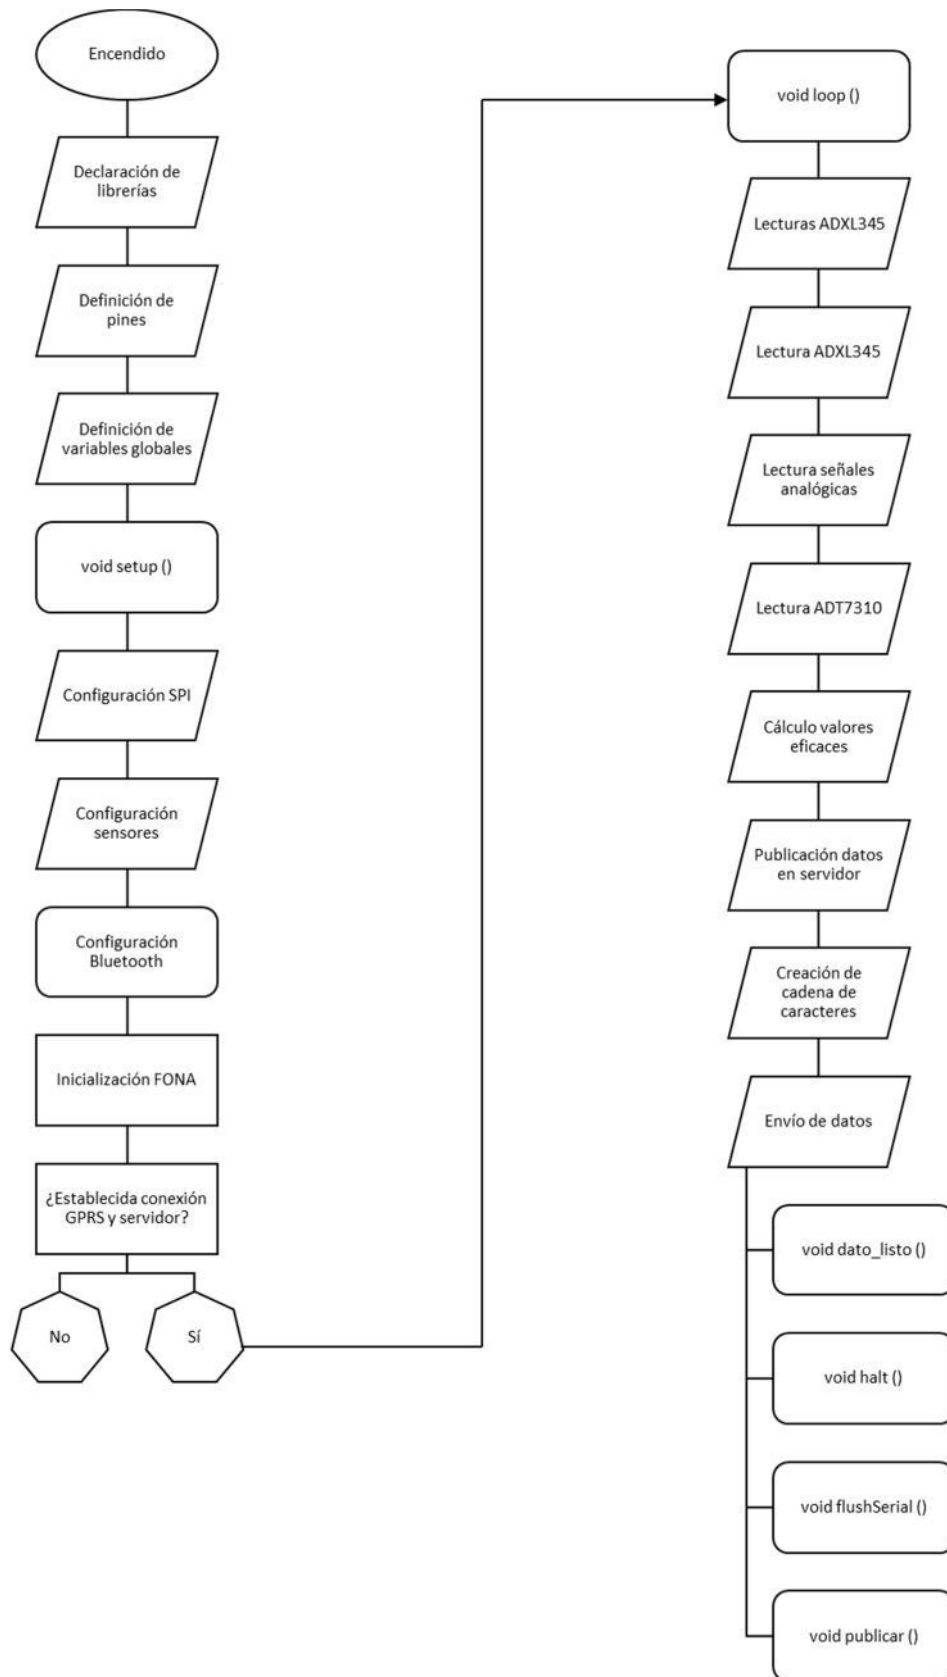 Encendido
Declaración de
librerías
Definición de
pines
Definición de
variables globales
void setup ()
Configuración SPI
Configuración
sensores
Configuración
Bluetooth
Inicialización FONA
¿Establecida conexión
GPRS y servidor?
No
Sí
void loop ()
Lecturas ADXL345
Lectura ADXL345
Lectura señales
analógicas
Lectura ADT7310
Cálculo valores
eficaces
Publicación datos
en servidor
Creación de
cadena de
caracteres
Envío de datos
void dato_listo ()
void halt ()
void flushSerial ()
void publicar ()